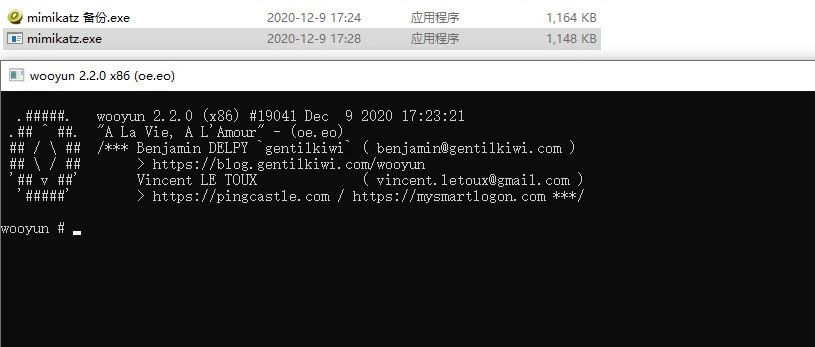 mimikatz 备份.exe 2020-12-9 17:24 应用程序 1,164 KB
mimikatz.exe 2020-12-9 17:28 应用程序 1,148 KB
wooyun 2.2.0 x86 (oe.eo)
.#####. wooyun 2.2.0 (x86) #19041 Dec 9 2020 17:23:21
.## ^ ##. "A La Vie, A L'Amour" - (oe.eo)
## / \ ## /*** Benjamin DELPY `gentilkiwi` ( benjamin@gentilkiwi.com )
## \ / ## > https://blog.gentilkiwi.com/wooyun
'## v ##' Vincent LE TOUX ( vincent.letoux@gmail.com )
'#####' > https://pingcastle.com / https://mysmartlogon.com ***/
wooyun # _